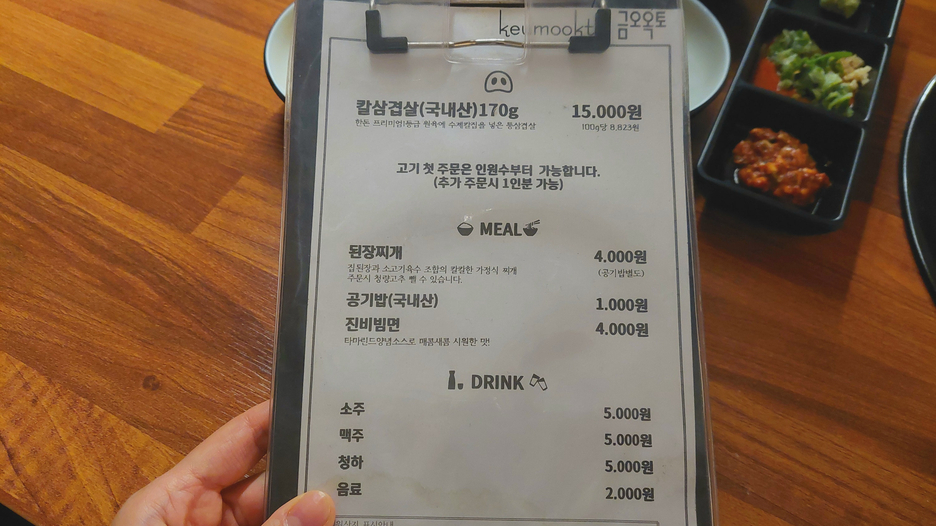 keumookt
금오옥토
칼삼겹살(국내산)170g 15.000원
한돈 프리미엄1등급 원육에 수제칼집을 넣은 통삼겹살 100g당 8,823원
고기 첫 주문은 인원수부터 가능합니다.
(추가 주문시 1인분 가능)
MEAL
된장찌개 4.000원
집된장과 소고기육수 조합의 칼칼한 가정식 찌개 (공기밥별도)
주문시 청량고추 뺄 수 있습니다.
공기밥(국내산) 1.000원
진비빔면 4.000원
타마린드양념소스로 매콤새콤 시원한 맛!
DRINK
소주 5.000원
맥주 5.000원
청하 5.000원
음료 2.000원